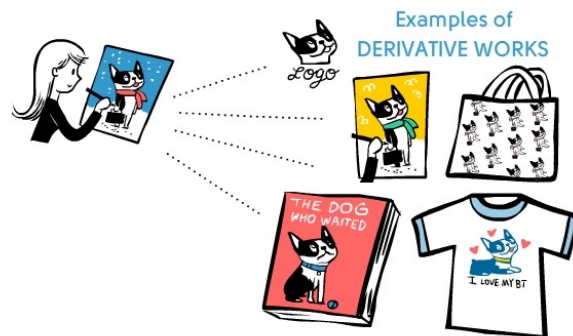 Examples of
DERIVATIVE WORKS
LOGO
THE DOG
WHO WAITED
I LOVE MY BT